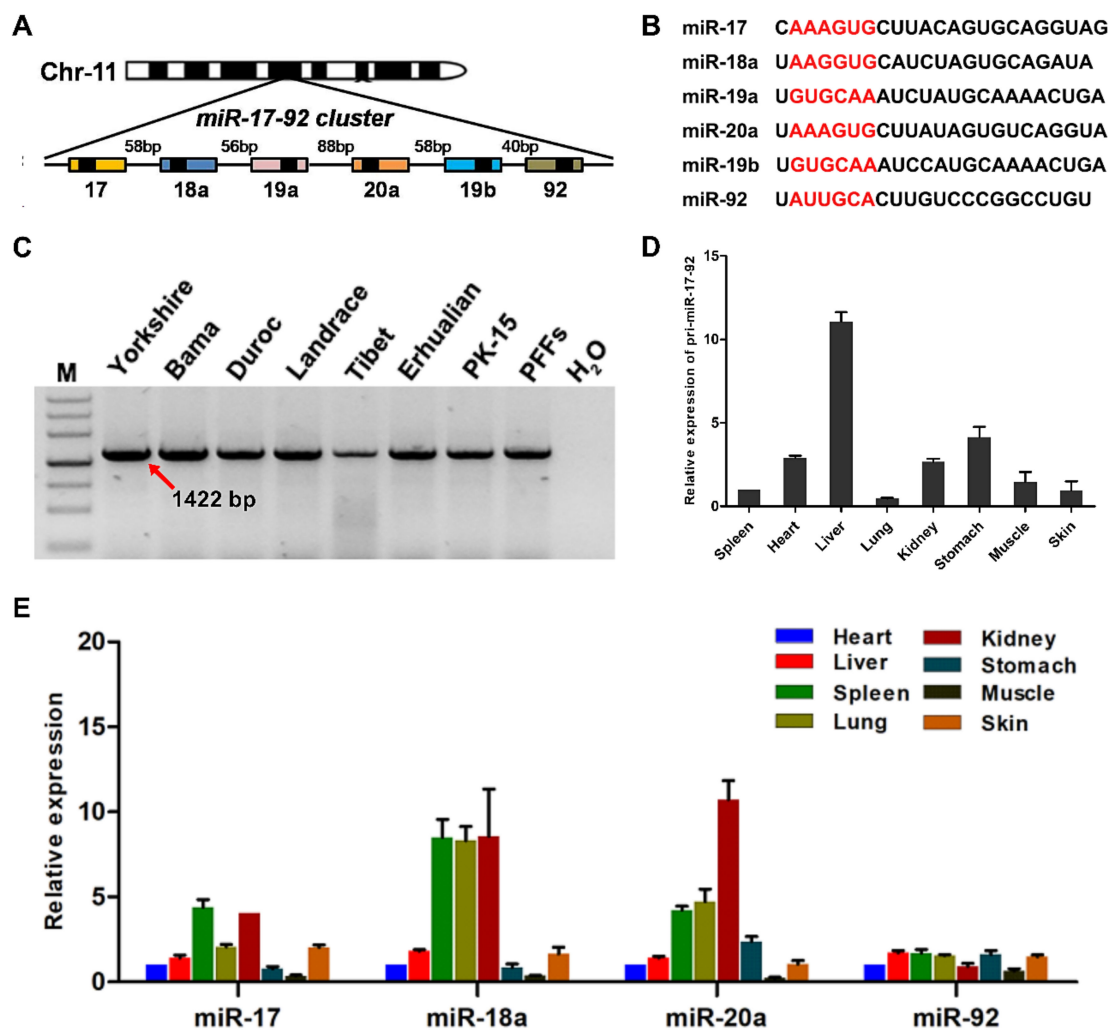 A
Chr-11
miR-17-92 cluster
58bp 56bp 88bp 58bp 40bp
17 18a 19a 20a 19b 92
B
miR-17 CAAAGUGCUUACAGUGCAGGUAG
miR-18a UAAGGUGCAUCUAGUGCAGAUA
miR-19a UGUGCAAAUCUAUGCAAAACUGA
miR-20a UAAAGUGCUUAUAGUGUCAGGUA
miR-19b UGUGCAAAUCCAUGCAAAACUGA
miR-92 UAUUGCACUUGUCCCGGCCUGU
C
M Yorkshire Bama Duroc Landrace Tibet Erhualian PK-15 PFFs H₂O
1422 bp
D
Relative expression of pri-miR-17-92
15
10
5
0
Spleen Heart Liver Lung Kidney Stomach Muscle Skin
E
Relative expression
20
15
10
5
0
Heart Kidney
Liver Stomach
Spleen Muscle
Lung Skin
miR-17 miR-18a miR-20a miR-92